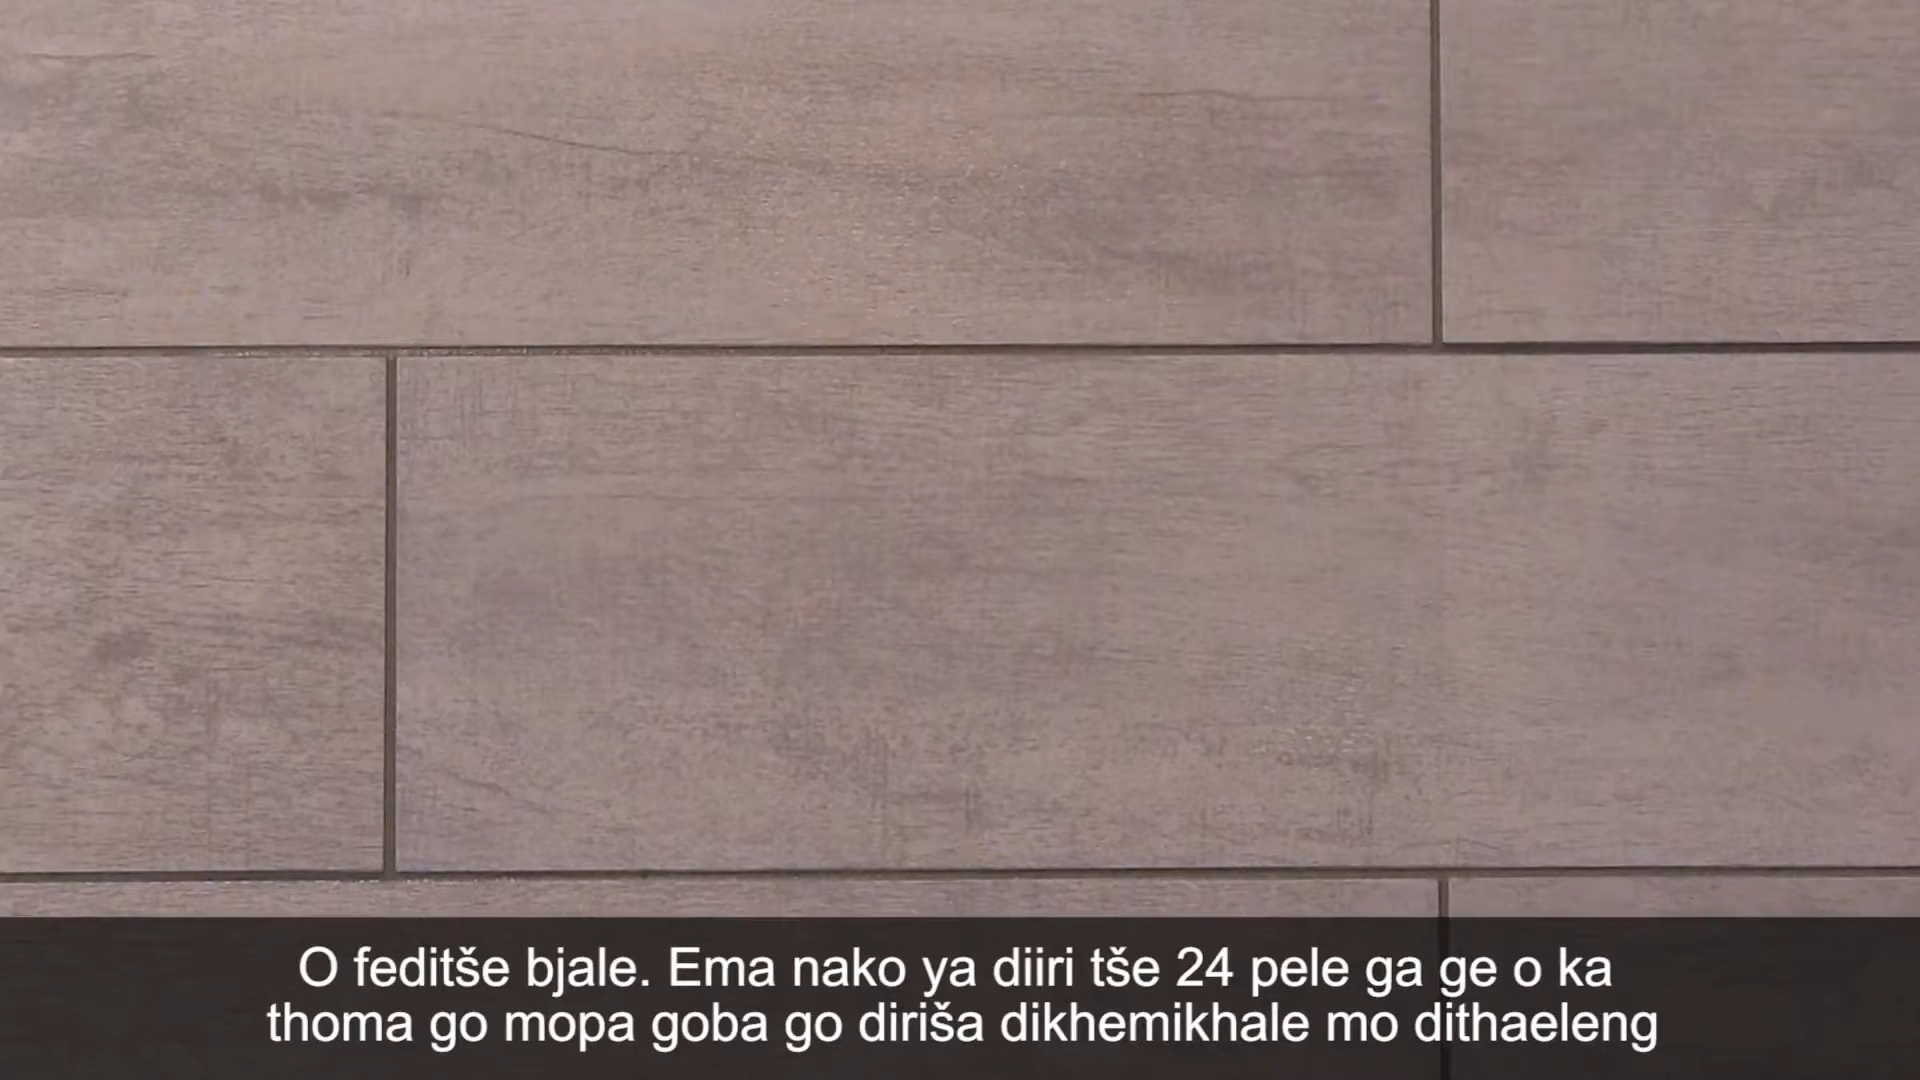 O feditše bjale. Ema nako ya diiri tše 24 pele ga ge o ka
thoma go mopa goba go diriša dikhemikhale mo dithaeleng